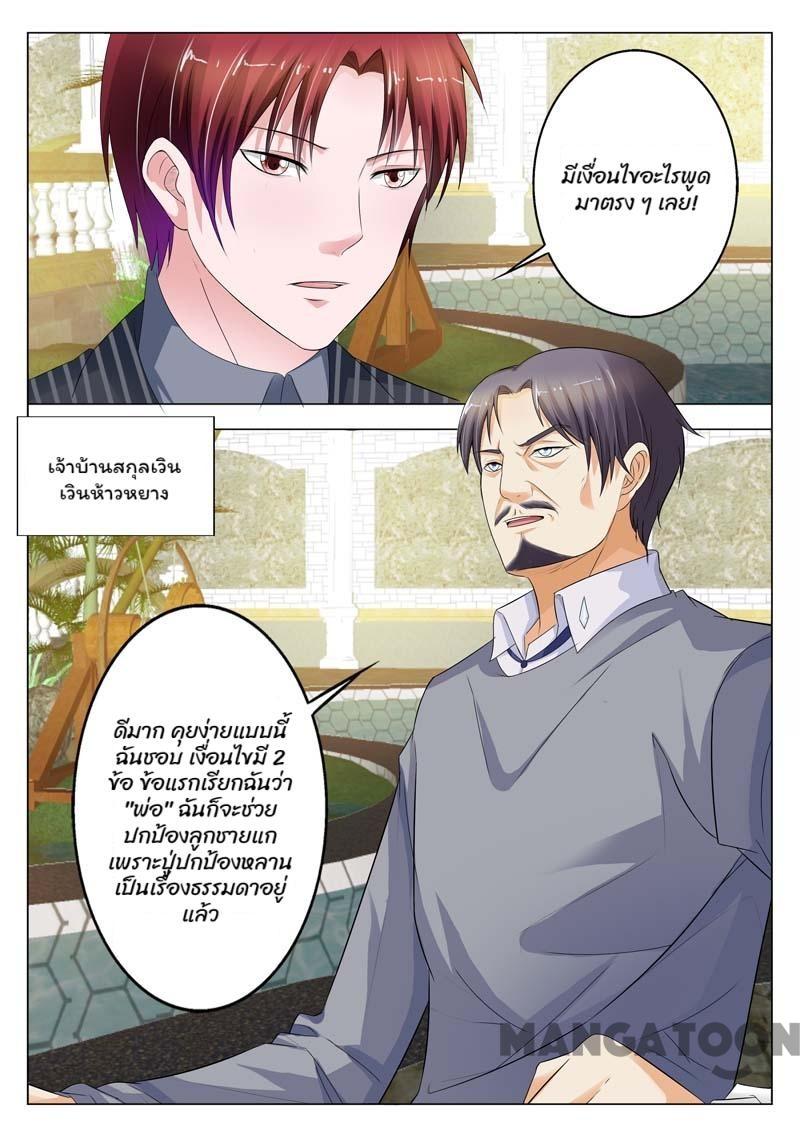 มีเงื่อนไขอะไรพูด
มาตรง ๆ เลย!
เจ้าบ้านสกุลเวิน
เวินห้าวหยาง
ดีมาก คุยง่ายแบบนี้
ฉันชอบ เงื่อนไขมี 2
ข้อ ข้อแรกเรียกฉันว่า
"พ่อ" ฉันก็จะช่วย
ปกป้องลูกชายแก
เพราะปู่ปกป้องหลาน
เป็นเรื่องธรรมดาอยู่
แล้ว
MANGATOON